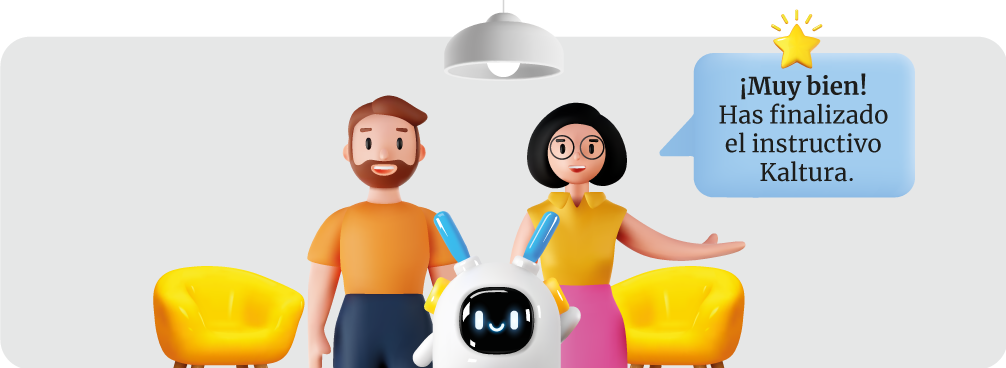 ¡Muy bien!
Has finalizado
el instructivo
Kaltura.